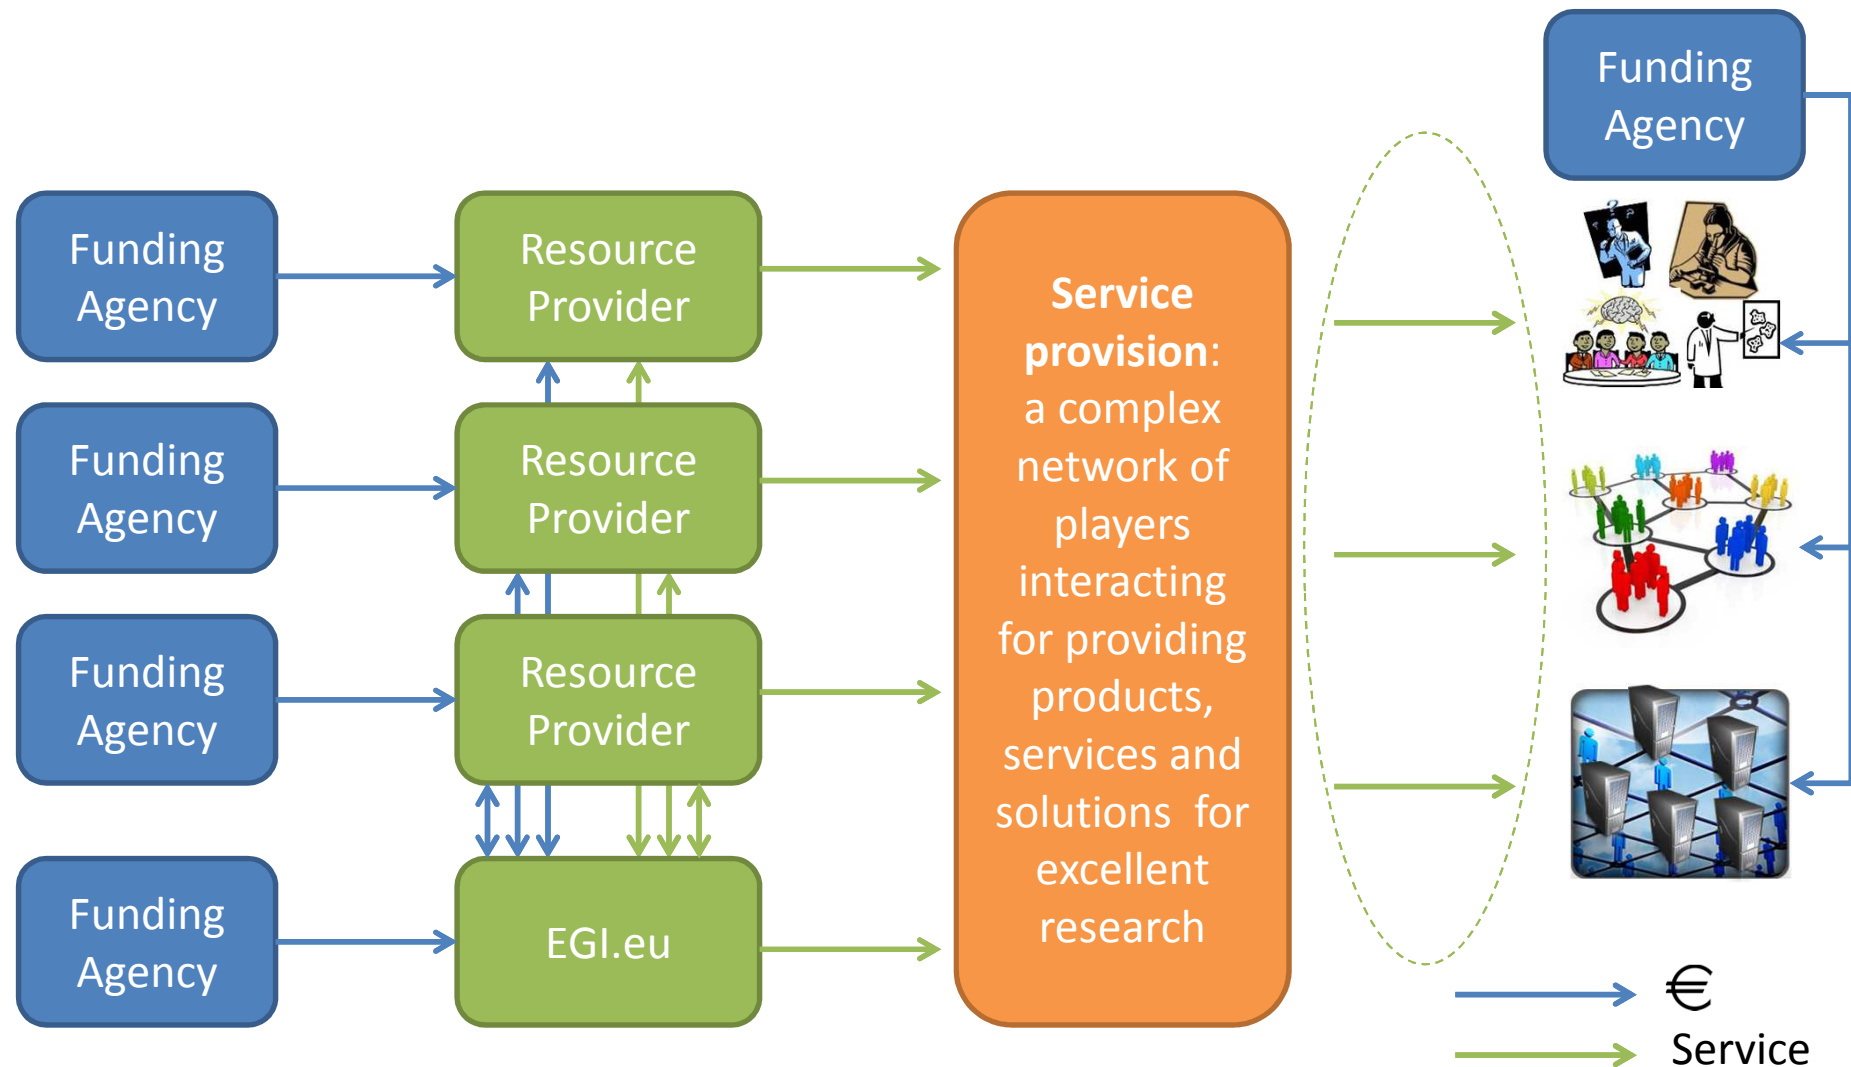 Funding
Agency
Funding
Agency
Resource
Provider
Funding
Agency
Resource
Provider
Funding
Agency
Resource
Provider
Funding
Agency
EGI.eu
Service
provision:
a complex
network of
players
interacting
for providing
products,
services and
solutions for
excellent
research
? ? ?
€
Service